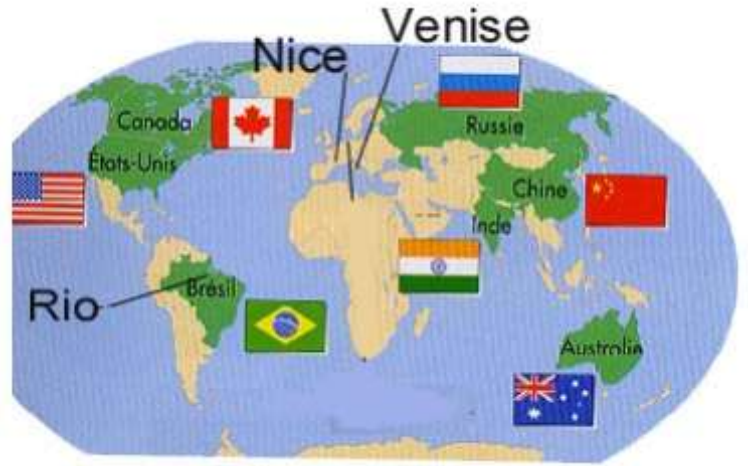 Venise
Nice
Canada
Russie
États-Unis
Chine
Inde
Rio
Brésil
Australie